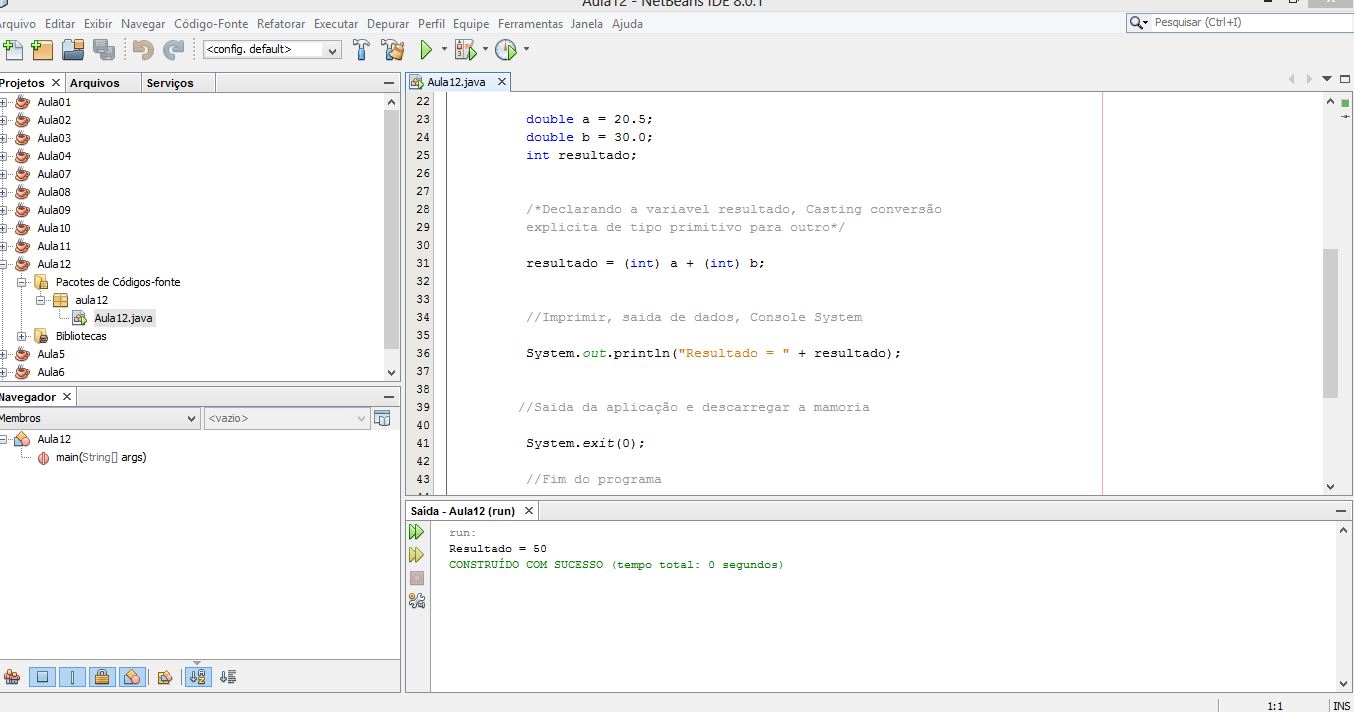 Aula12 - NetBeans IDE 8.0.1
rquivo Editar Exibir Navegar Código-Fonte Refatorar Executar Depurar Perfil Equipe Ferramentas Janela Ajuda
Pesquisar (Ctrl+I)
<config. default>
Projetos Arquivos Serviços
Aula12.java
Aula01
Aula02
Aula03
Aula04
Aula07
Aula08
Aula09
Aula10
Aula11
Aula12
Pacotes de Códigos-fonte
aula12
Aula12.java
Bibliotecas
Aula5
Aula6
Navegador
Membros
<vazio>
Aula12
main(String[] args)
22
23 double a = 20.5;
24 double b = 30.0;
25 int resultado;
26
27
28 /*Declarando a variavel resultado, Casting conversão
29 explicita de tipo primitivo para outro*/
30
31 resultado = (int) a + (int) b;
32
33
34 //Imprimir, saida de dados, Console System
35
36 System.out.println("Resultado = " + resultado);
37
38
39 //Saida da aplicação e descarregar a mamoria
40
41 System.exit(0);
42
43 //Fim do programa
Saída - Aula12 (run)
run:
Resultado = 50
CONSTRUÍDO COM SUCESSO (tempo total: 0 segundos)
1:1 INS